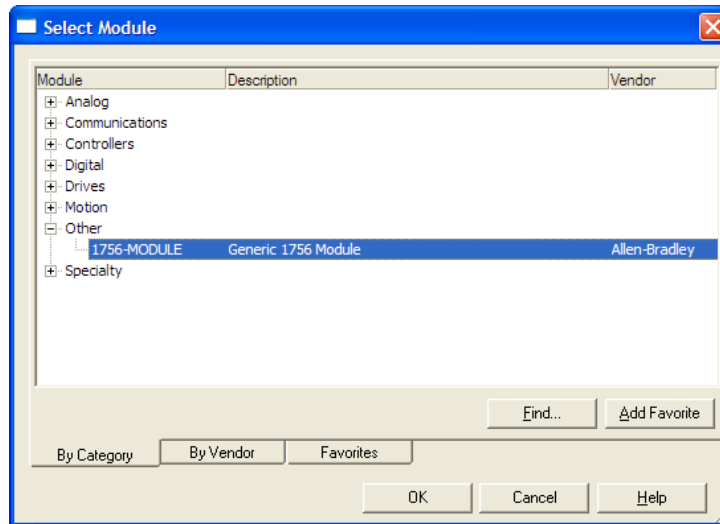 Select Module
Module Description Vendor
Analog
Communications
Controllers
Digital
Drives
Motion
Other
1756-MODULE Generic 1756 Module Allen-Bradley
Specialty
Find... Add Favorite
By Category By Vendor Favorites
OK Cancel Help